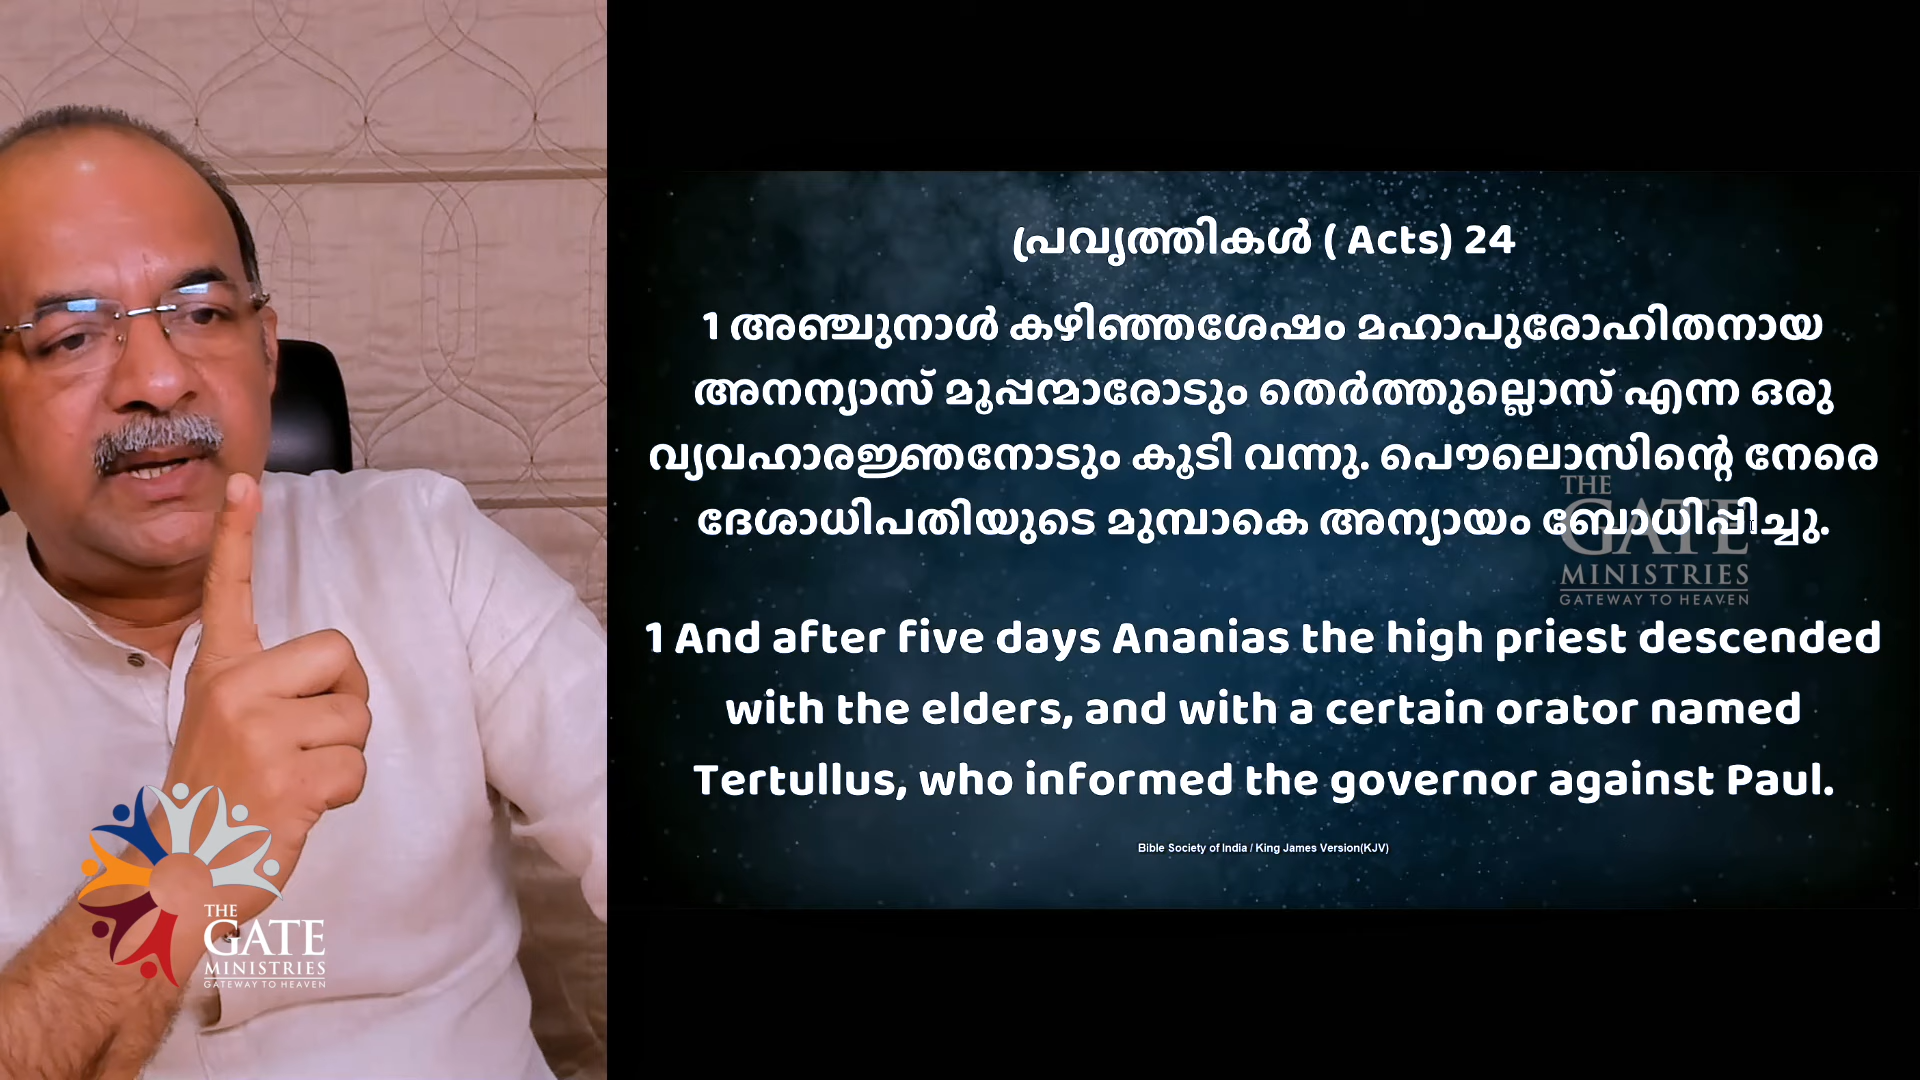 പ്രവൃത്തികൾ ( Acts) 24
1 അഞ്ചുനാൾ കഴിഞ്ഞശേഷം മഹാപുരോഹിതനായ
അനന്യാസ് മൂപ്പന്മാരോടും തെർത്തുല്ലൊസ് എന്ന ഒരു
വ്യവഹാരജ്ഞനോടും കൂടി വന്നു. പൌലൊസിന്റെ നേരെ
ദേശാധിപതിയുടെ മുമ്പാകെ അന്യായം ബോധിപ്പിച്ചു.
THE
GATE
MINISTRIES
GATEWAY TO HEAVEN
1 And after five days Ananias the high priest descended
with the elders, and with a certain orator named
Tertullus, who informed the governor against Paul.
Bible Society of India / King James Version(KJV)
THE
GATE
MINISTRIES
GATEWAY TO HEAVEN